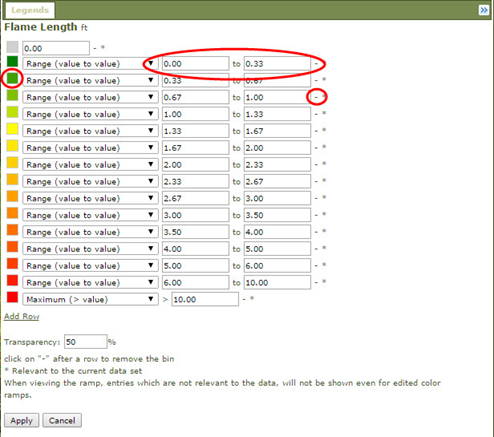 Legends »
Flame Length ft
0.00 - *
Range (value to value) ▼ 0.00 to 0.33 -
Range (value to value) ▼ 0.33 to 0.67 - *
Range (value to value) ▼ 0.67 to 1.00 - *
Range (value to value) ▼ 1.00 to 1.33 - *
Range (value to value) ▼ 1.33 to 1.67 - *
Range (value to value) ▼ 1.67 to 2.00 - *
Range (value to value) ▼ 2.00 to 2.33 - *
Range (value to value) ▼ 2.33 to 2.67 - *
Range (value to value) ▼ 2.67 to 3.00 - *
Range (value to value) ▼ 3.00 to 3.50 - *
Range (value to value) ▼ 3.50 to 4.00 - *
Range (value to value) ▼ 4.00 to 5.00 - *
Range (value to value) ▼ 5.00 to 6.00 - *
Range (value to value) ▼ 6.00 to 10.00 - *
Maximum (> value) ▼ > 10.00 - *
Add Row
Transparency: 50 %
click on "-" after a row to remove the bin
* Relevant to the current data set
When viewing the ramp, entries which are not relevant to the data, will not be shown even for edited color
ramps.
Apply Cancel